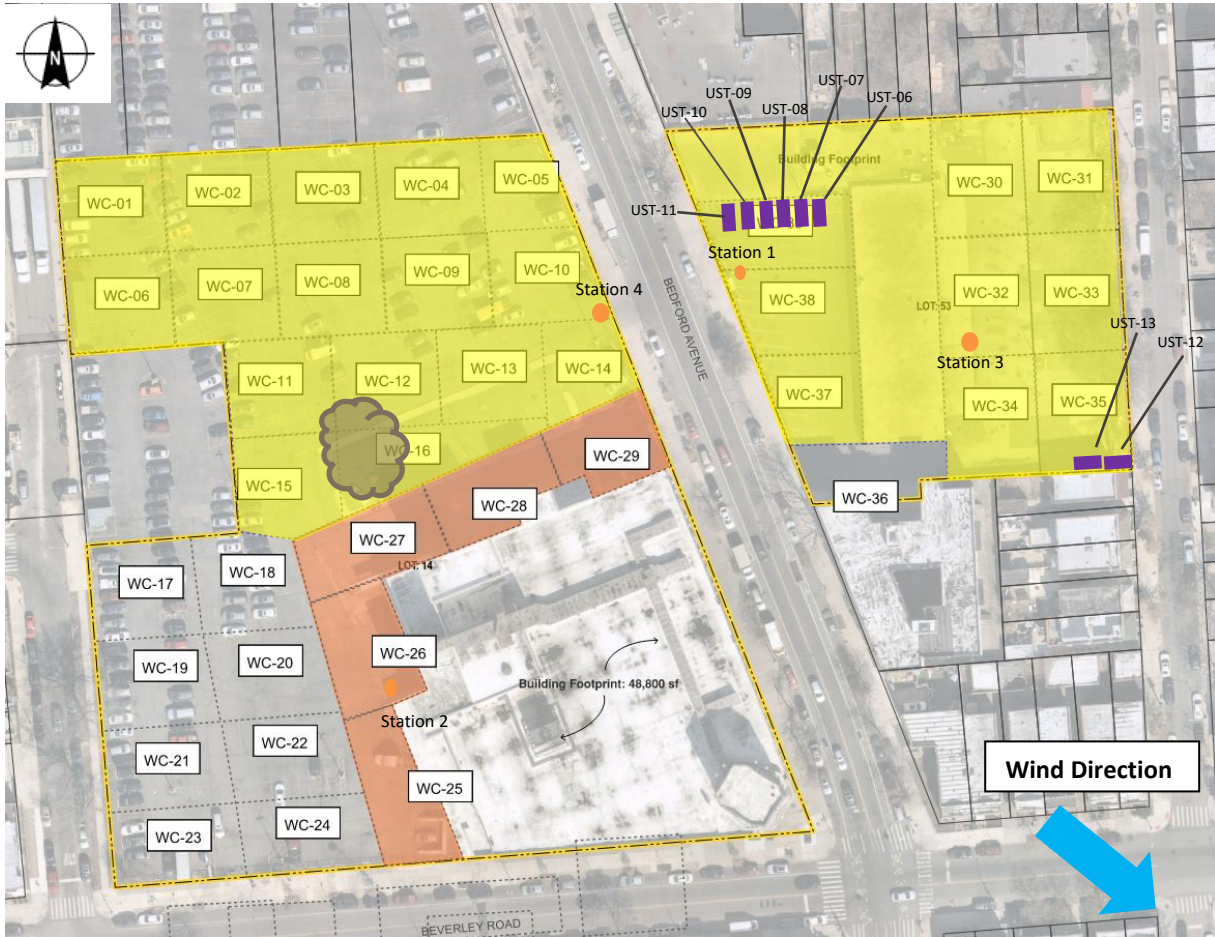 N
UST-07
UST-09
UST-08
UST-06
UST-10
Building Footprint
WC-01
WC-02
WC-03
WC-04
WC-05
UST-11
WC-30
WC-31
Station 1
WC-06
WC-07
WC-08
WC-09
WC-10
Station 4
BEDFORD AVENUE
WC-38
WC-32
WC-33
LOT: 53
UST-13
UST-12
Station 3
WC-11
WC-12
WC-13
WC-14
WC-37
WC-34
WC-35
WC-15
WC-16
WC-29
WC-36
WC-28
WC-27
LOT: 14
WC-17
WC-18
WC-19
WC-20
WC-26
Building Footprint: 48,800 sf
Station 2
WC-21
WC-22
WC-25
WC-23
WC-24
Wind Direction
BEVERLEY ROAD